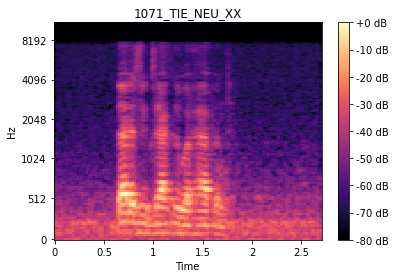 1071_TIE_NEU_XX
+0 dB
8192
-10 dB
4096
-20 dB
-30 dB
2048
Hz
-40 dB
1024
-50 dB
512
-60 dB
-70 dB
0
-80 dB
0
0.5
1
1.5
2
2.5
Time